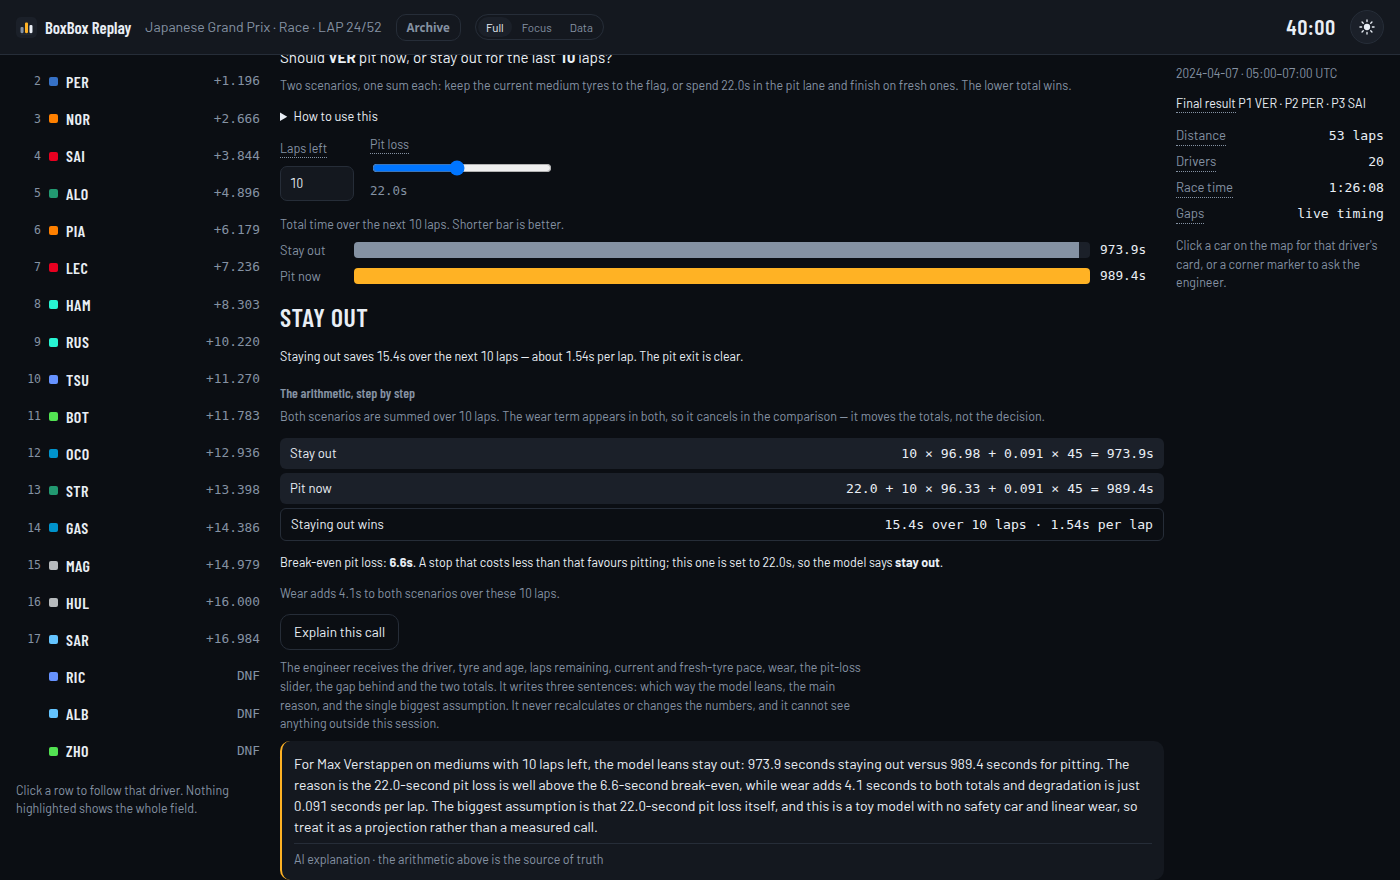 BoxBox Replay Japanese Grand Prix · Race · LAP 24/52 Archive Full Focus Data 40:00
2 PER +1.196
3 NOR +2.666
4 SAI +3.844
5 ALO +4.896
6 PIA +6.179
7 LEC +7.236
8 HAM +8.303
9 RUS +10.220
10 TSU +11.270
11 BOT +11.783
12 OCO +12.936
13 STR +13.398
14 GAS +14.386
15 MAG +14.979
16 HUL +16.000
17 SAR +16.984
RIC DNF
ALB DNF
ZHO DNF
Click a row to follow that driver. Nothing
highlighted shows the whole field.
Should VER pit now, or stay out for the last 10 laps?
Two scenarios, one sum each: keep the current medium tyres to the flag, or spend 22.0s in the pit lane and finish on fresh ones. The lower total wins.
How to use this
Laps left
10
Pit loss
22.0s
Total time over the next 10 laps. Shorter bar is better.
Stay out 973.9s
Pit now 989.4s
STAY OUT
Staying out saves 15.4s over the next 10 laps — about 1.54s per lap. The pit exit is clear.
The arithmetic, step by step
Both scenarios are summed over 10 laps. The wear term appears in both, so it cancels in the comparison — it moves the totals, not the decision.
Stay out 10 × 96.98 + 0.091 × 45 = 973.9s
Pit now 22.0 + 10 × 96.33 + 0.091 × 45 = 989.4s
Staying out wins 15.4s over 10 laps · 1.54s per lap
Break-even pit loss: 6.6s. A stop that costs less than that favours pitting; this one is set to 22.0s, so the model says stay out.
Wear adds 4.1s to both scenarios over these 10 laps.
Explain this call
The engineer receives the driver, tyre and age, laps remaining, current and fresh-tyre pace, wear, the pit-loss
slider, the gap behind and the two totals. It writes three sentences: which way the model leans, the main
reason, and the single biggest assumption. It never recalculates or changes the numbers, and it cannot see
anything outside this session.
For Max Verstappen on mediums with 10 laps left, the model leans stay out: 973.9 seconds staying out versus 989.4 seconds for pitting. The
reason is the 22.0-second pit loss is well above the 6.6-second break-even, while wear adds 4.1 seconds to both totals and degradation is just
0.091 seconds per lap. The biggest assumption is that 22.0-second pit loss itself, and this is a toy model with no safety car and linear wear, so
treat it as a projection rather than a measured call.
AI explanation · the arithmetic above is the source of truth
2024-04-07 · 05:00–07:00 UTC
Final result P1 VER · P2 PER · P3 SAI
Distance 53 laps
Drivers 20
Race time 1:26:08
Gaps live timing
Click a car on the map for that driver's
card, or a corner marker to ask the
engineer.